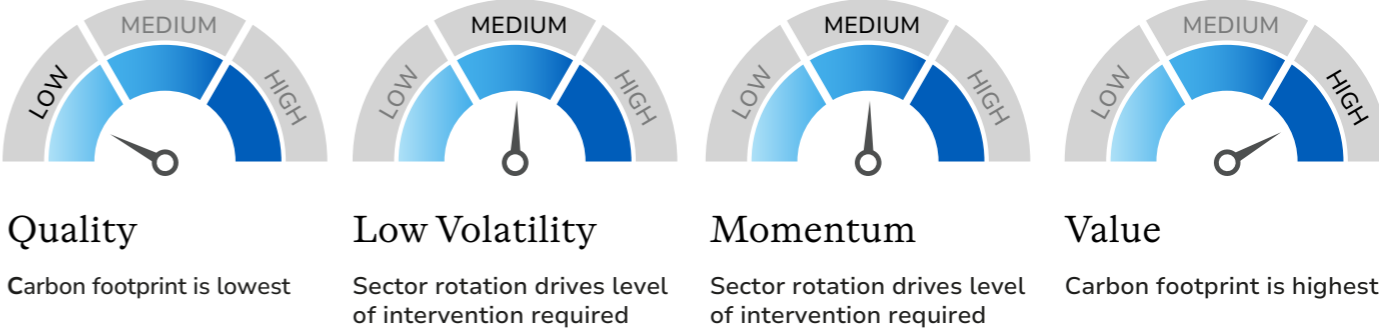 LOW
MEDIUM
HIGH
Quality
Carbon footprint is lowest
LOW
MEDIUM
HIGH
Low Volatility
Sector rotation drives level
of intervention required
LOW
MEDIUM
HIGH
Momentum
Sector rotation drives level
of intervention required
LOW
MEDIUM
HIGH
Value
Carbon footprint is highest